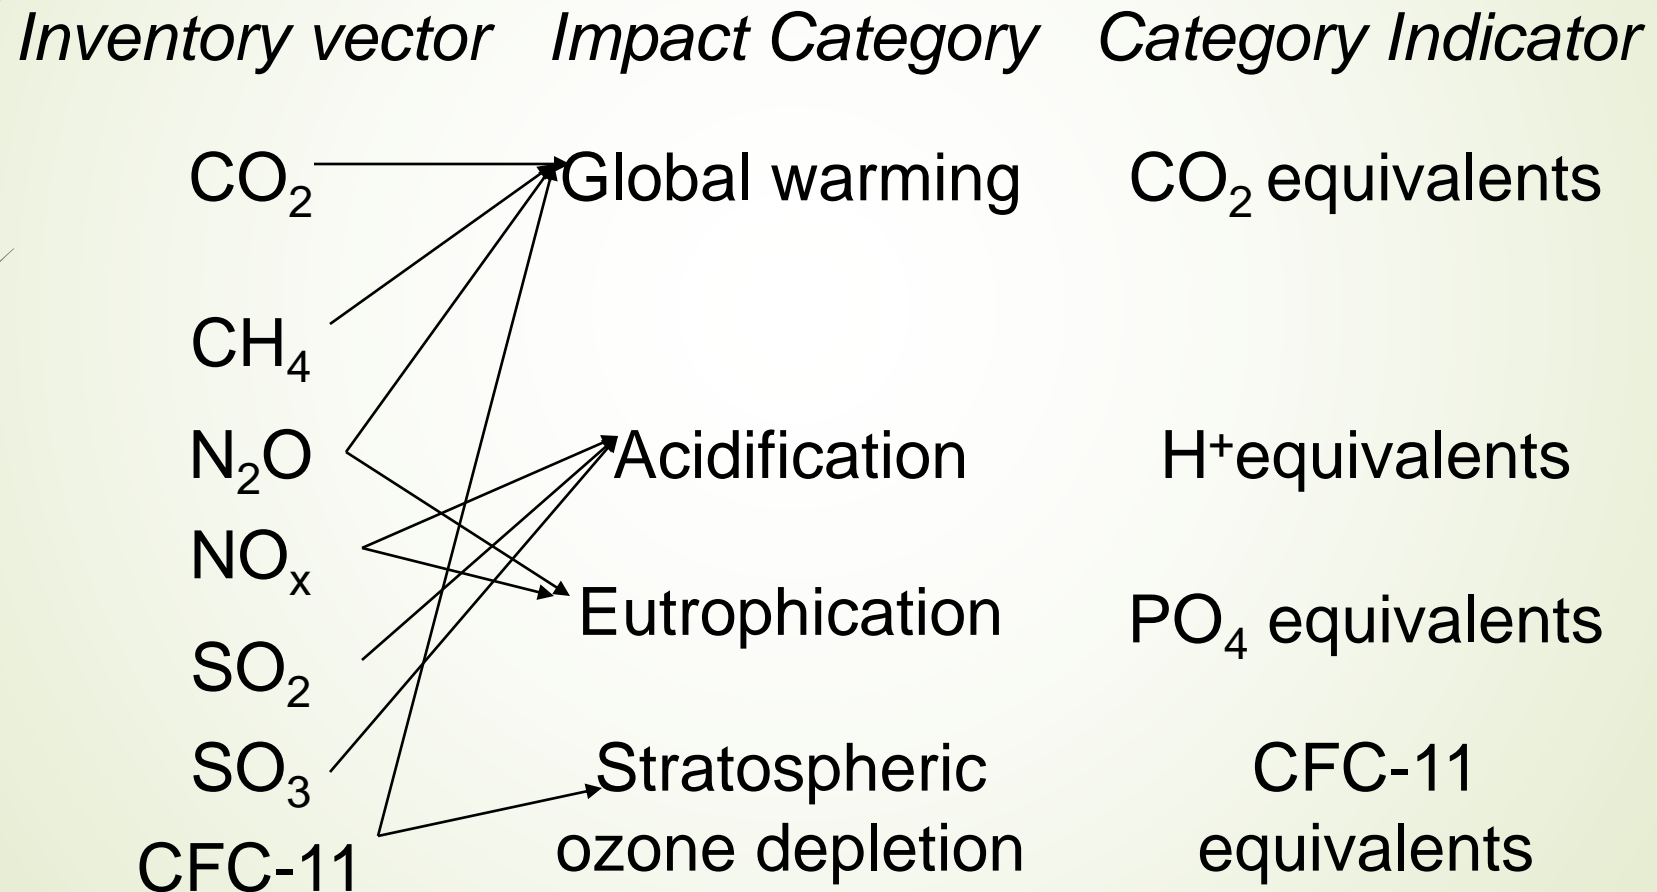 Inventory vector Impact Category Category Indicator
CO₂ Global warming CO₂ equivalents
CH₄
N₂O Acidification H⁺equivalents
NOₓ
Eutrophication PO₄ equivalents
SO₂
SO₃ Stratospheric CFC-11
CFC-11 ozone depletion equivalents